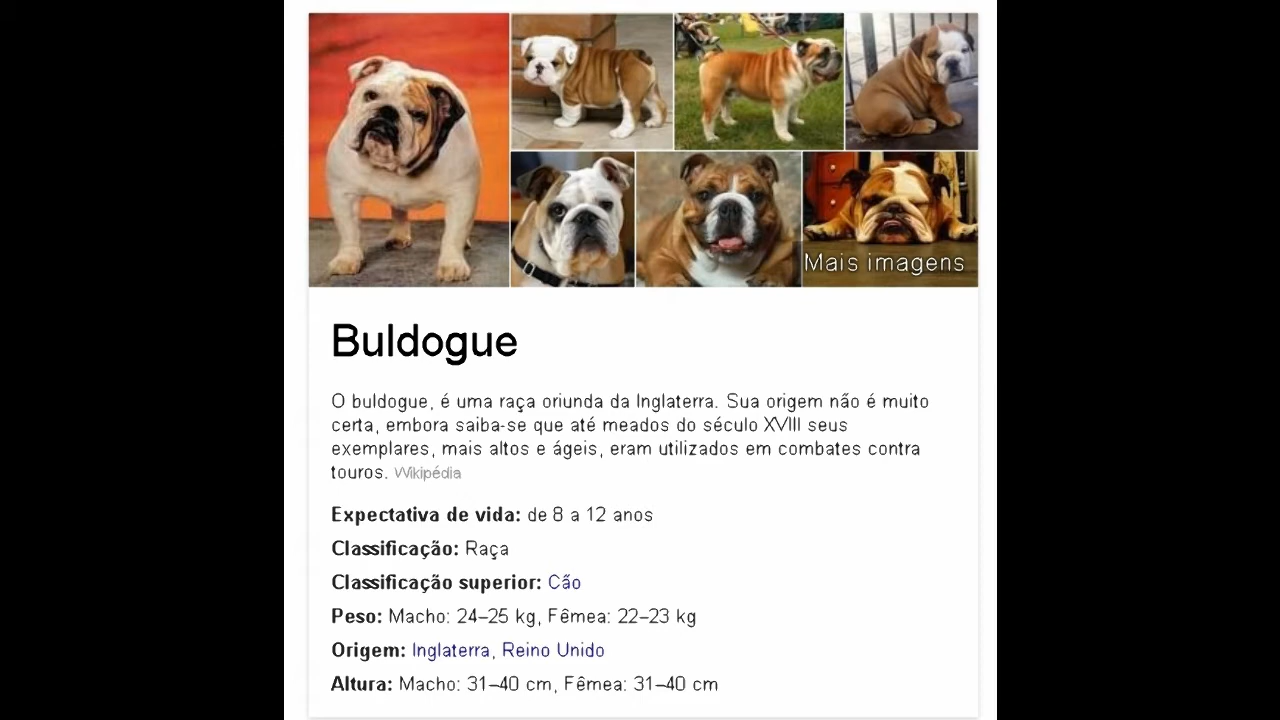 Mais imagens
Buldogue
O buldogue, é uma raça oriunda da Inglaterra. Sua origem não é muito
certa, embora saiba-se que até meados do século XVIII seus
exemplares, mais altos e ágeis, eram utilizados em combates contra
touros. Wikipédia
Expectativa de vida: de 8 a 12 anos
Classificação: Raça
Classificação superior: Cão
Peso: Macho: 24–25 kg, Fêmea: 22–23 kg
Origem: Inglaterra, Reino Unido
Altura: Macho: 31–40 cm, Fêmea: 31–40 cm